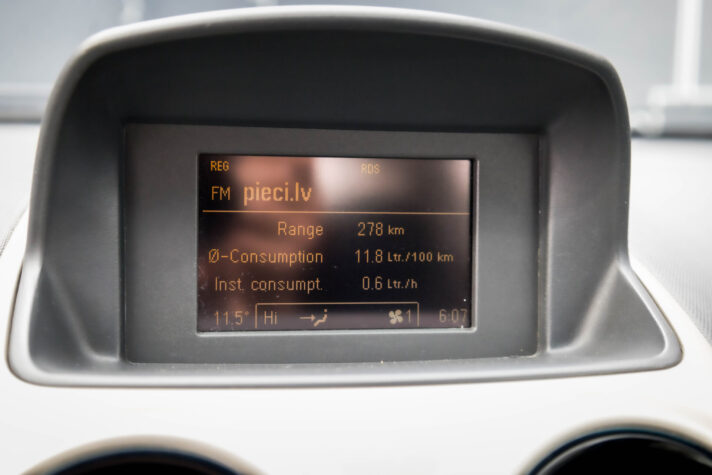 REG RDS
FM pieci.lv
Range 278 km
Ø-Consumption 11.8 Ltr./100 km
Inst. consumpt. 0.6 Ltr./h
11.5° Hi 1 6:07